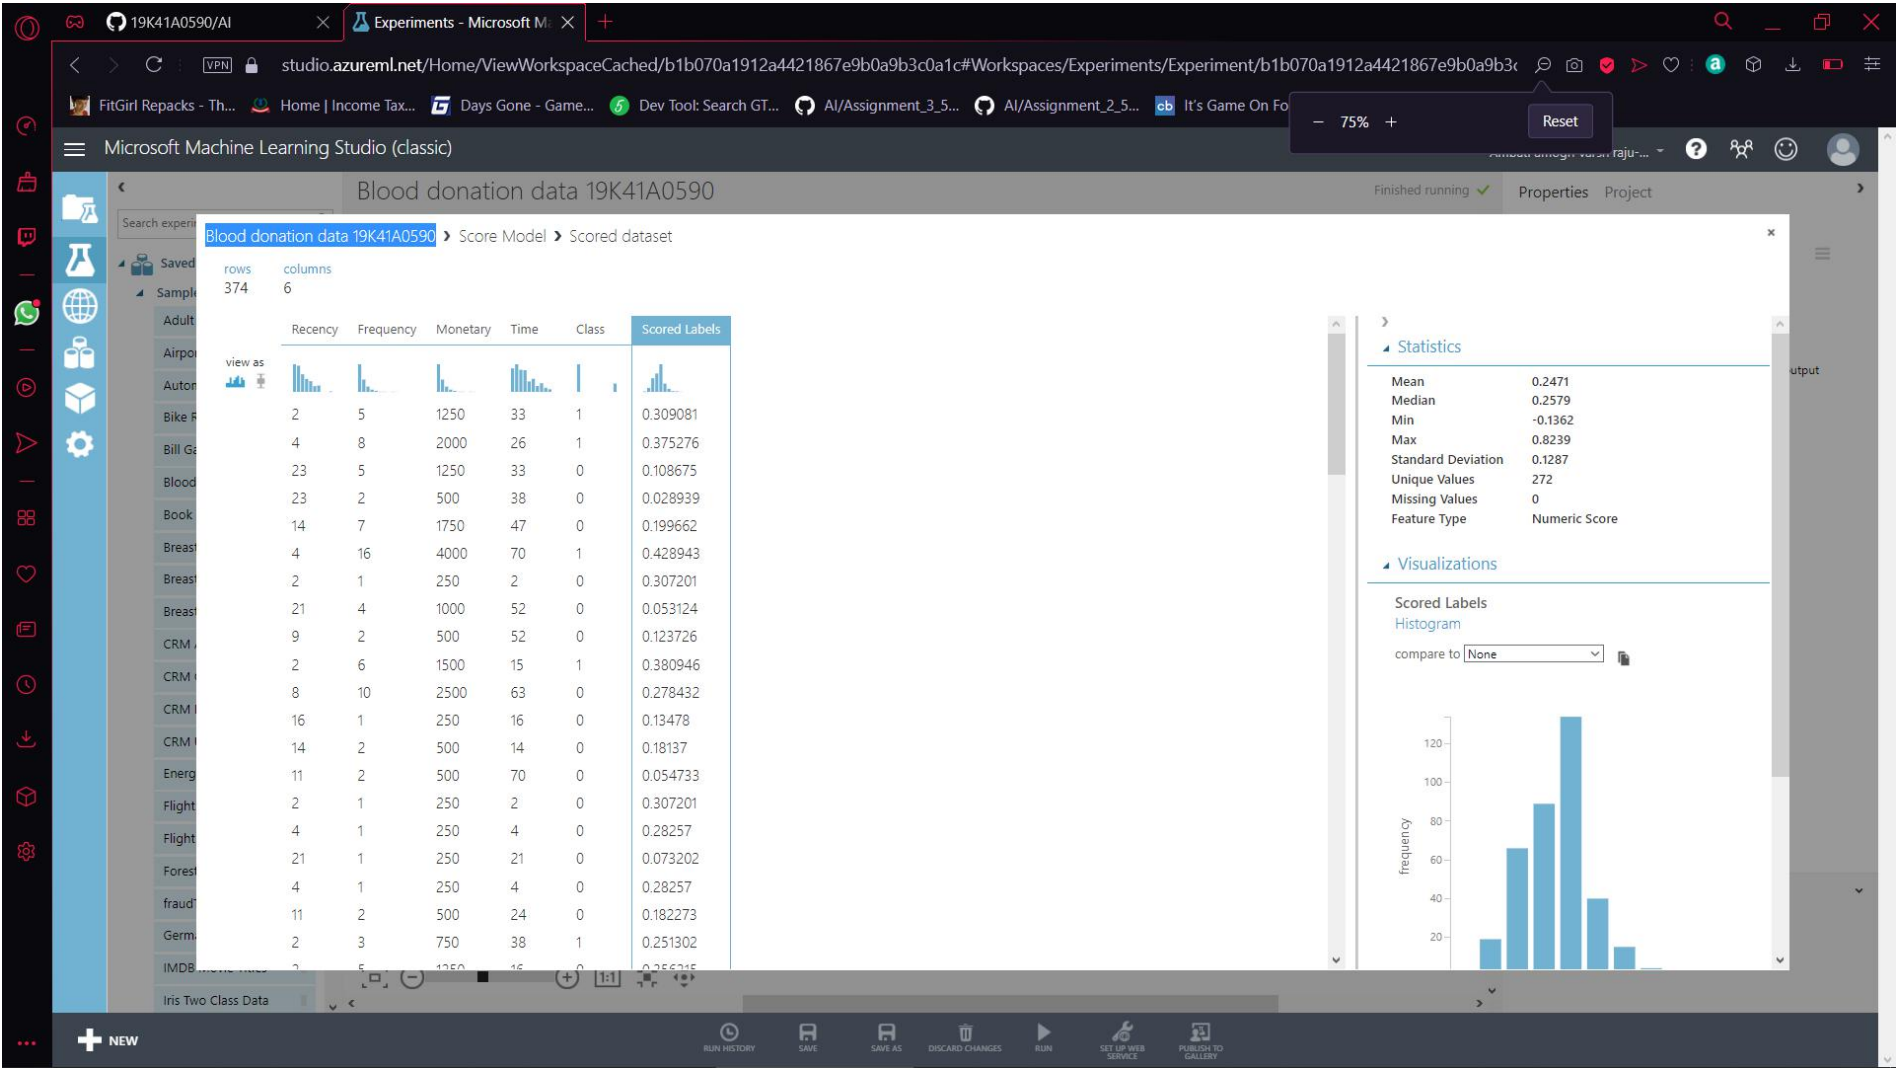 19K41A0590/AI
Experiments - Microsoft Ma
VPN
studio.azureml.net/Home/ViewWorkspaceCached/b1b070a1912a4421867e9b0a9b3c0a1c#Workspaces/Experiments/Experiment/b1b070a1912a4421867e9b0a9b3c
FitGirl Repacks - Th...
Home | Income Tax...
Days Gone - Game...
Dev Tool: Search GT...
AI/Assignment_3_5...
AI/Assignment_2_5...
cb It's Game On Fo
− 75% + Reset
Microsoft Machine Learning Studio (classic)
raju-...
Blood donation data 19K41A0590
Finished running
Properties Project
Search experi
Blood donation data 19K41A0590 › Score Model › Scored dataset
Saved
Sample
Adult
Airpor
Autom
Bike R
Bill Ga
Blood
Book
Breast
Breast
Breast
CRM
CRM
CRM
CRM
Energ
Flight
Flight
Forest
fraud
Germa
IMDB Movie Titles
Iris Two Class Data
rows columns
374 6
Recency Frequency Monetary Time Class Scored Labels
view as
2 5 1250 33 1 0.309081
4 8 2000 26 1 0.375276
23 5 1250 33 0 0.108675
23 2 500 38 0 0.028939
14 7 1750 47 0 0.199662
4 16 4000 70 1 0.428943
2 1 250 2 0 0.307201
21 4 1000 52 0 0.053124
9 2 500 52 0 0.123726
2 6 1500 15 1 0.380946
8 10 2500 63 0 0.278432
16 1 250 16 0 0.13478
14 2 500 14 0 0.18137
11 2 500 70 0 0.054733
2 1 250 2 0 0.307201
4 1 250 4 0 0.28257
21 1 250 21 0 0.073202
4 1 250 4 0 0.28257
11 2 500 24 0 0.182273
2 3 750 38 1 0.251302
1:1
Statistics
Mean 0.2471
Median 0.2579
Min -0.1362
Max 0.8239
Standard Deviation 0.1287
Unique Values 272
Missing Values 0
Feature Type Numeric Score
Visualizations
Scored Labels
Histogram
compare to None
120
100
80
60
40
20
frequency
utput
NEW
RUN HISTORY
SAVE
SAVE AS
DISCARD CHANGES
RUN
SET UP WEB
SERVICE
PUBLISH TO
GALLERY